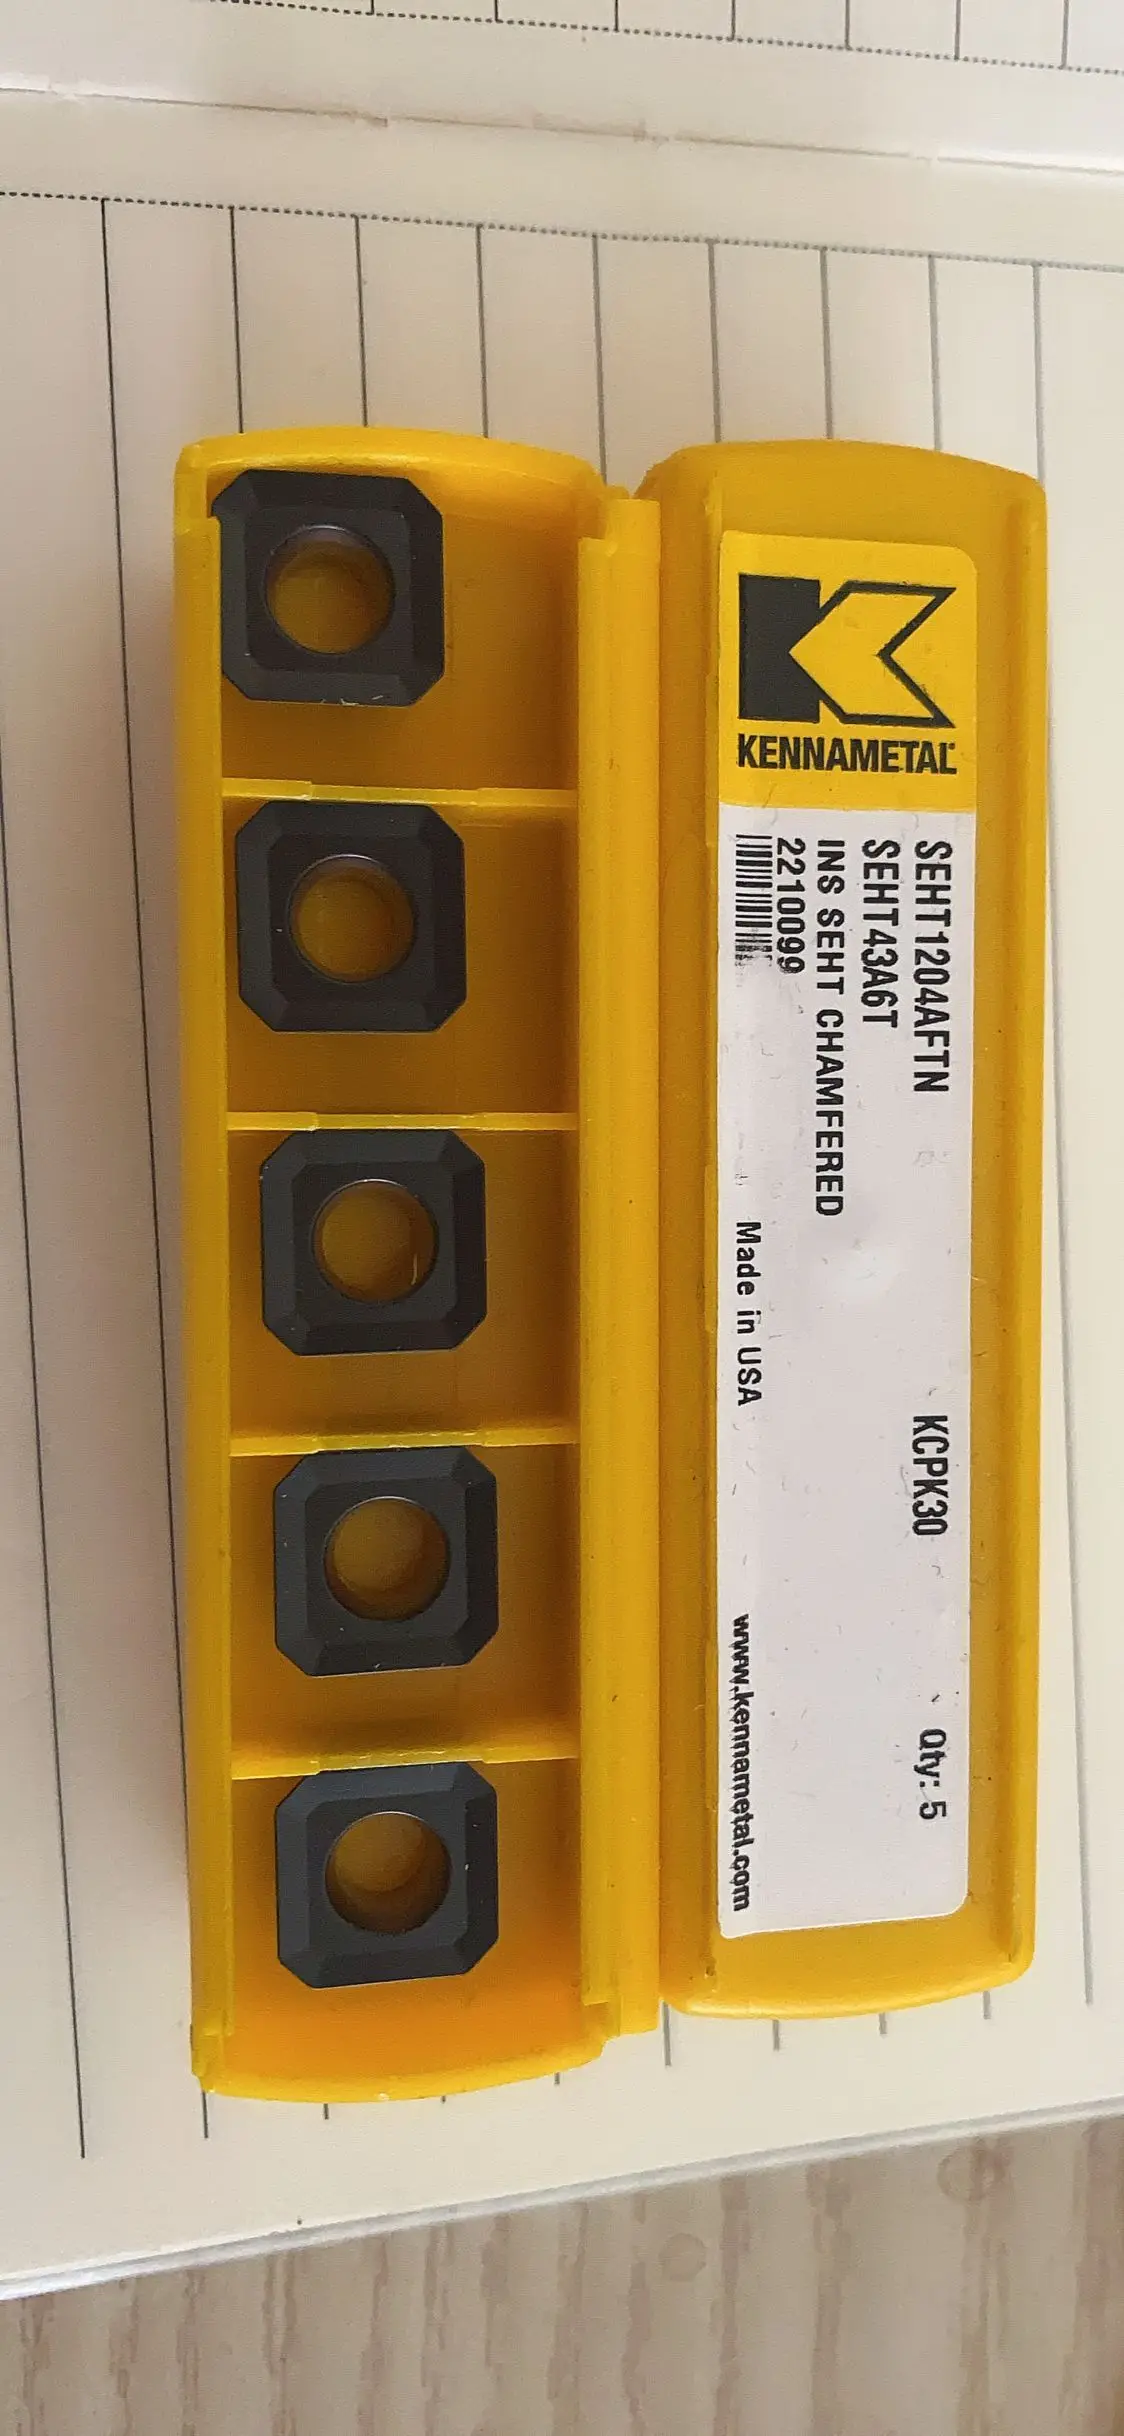 KENNAMETAL
SEHT1204AFTN KCPK30 Qty: 5
SEHT43A6T
INS SEHT CHAMFERED
2210099
Made in USA www.kennametal.com